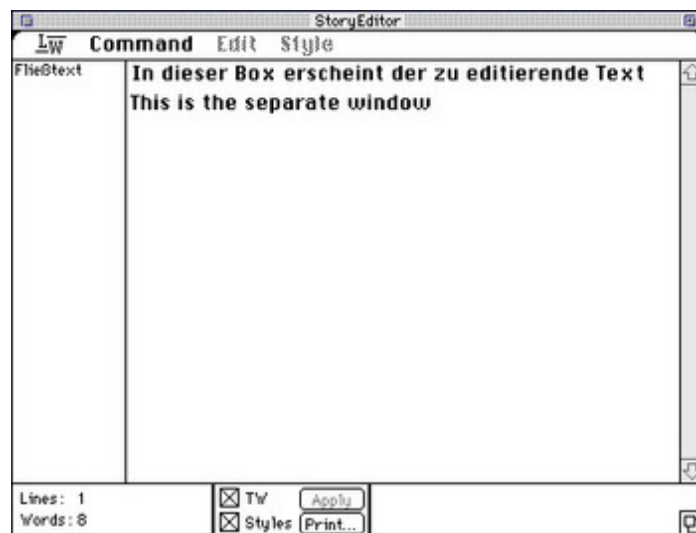 StoryEditor
LW Command Edit Style
Fließtext
In dieser Box erscheint der zu editierende Text
This is the separate window
Lines: 1
Words: 8
TW Apply
Styles Print...